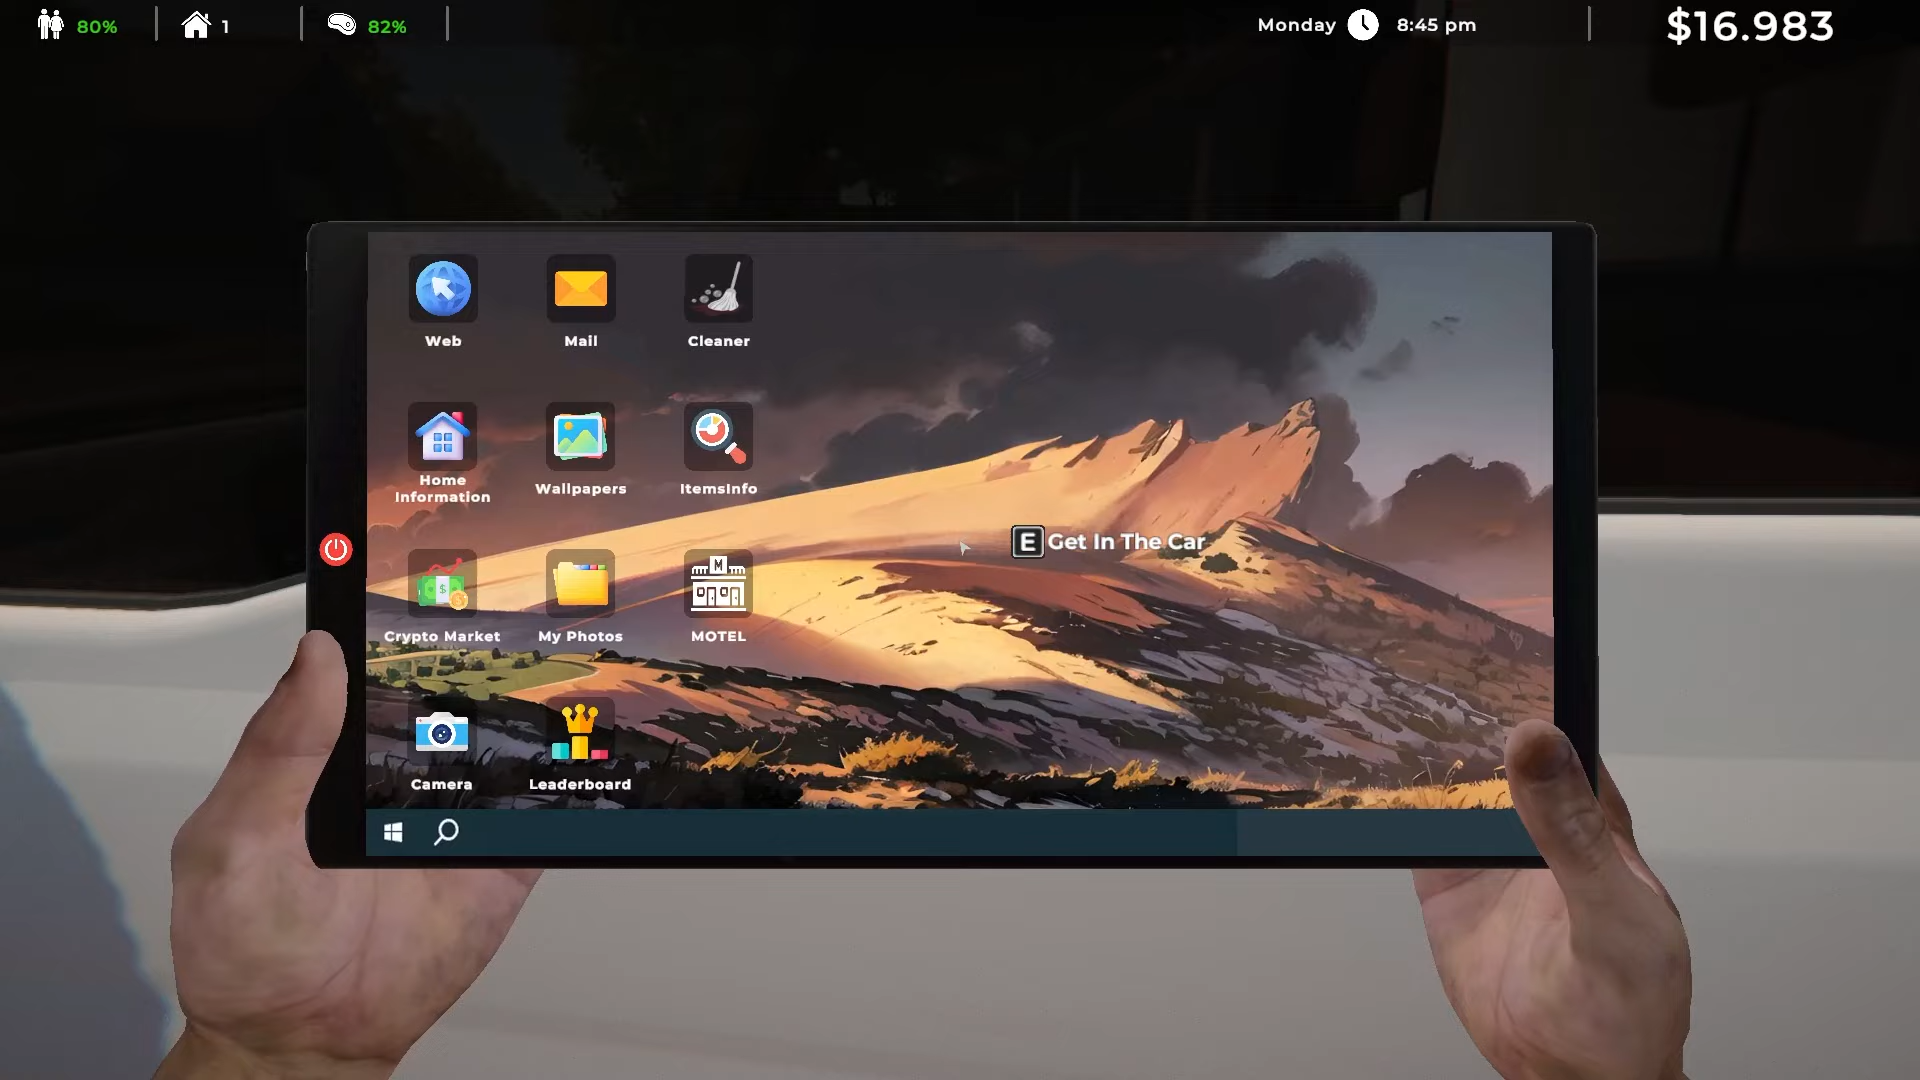 80%
1
82%
Monday 8:45 pm
$16.983
Web
Mail
Cleaner
Home
Information
Wallpapers
ItemsInfo
E Get In The Car
Crypto Market
My Photos
M
MOTEL
Camera
Leaderboard